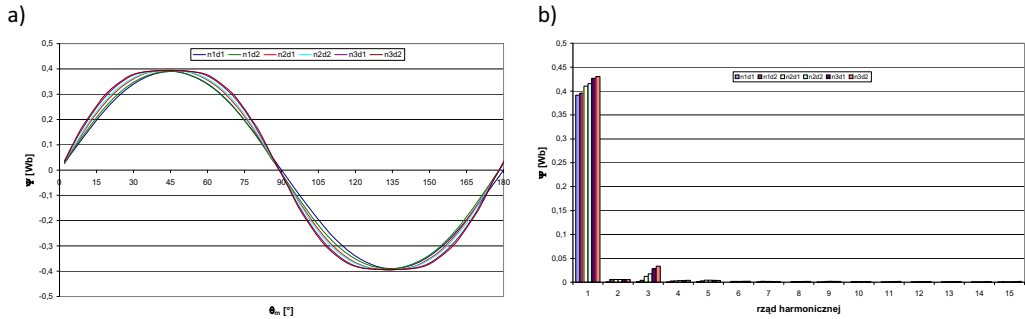 a)
0,5
n1d1 n1d2 n2d1 n2d2 n3d1 n3d2
0,4
0,3
0,2
0,1
0
-0,1
-0,2
-0,3
-0,4
-0,5
Ψ [Wb]
0 15 30 45 60 75 90 105 120 135 150 165 180
θm [°]
b)
0,5
0,45
n1d1 n1d2 n2d1 n2d2 n3d1 n3d2
0,4
0,35
0,3
0,25
0,2
0,15
0,1
0,05
0
Ψ [Wb]
1 2 3 4 5 6 7 8 9 10 11 12 13 14 15
rząd harmonicznej